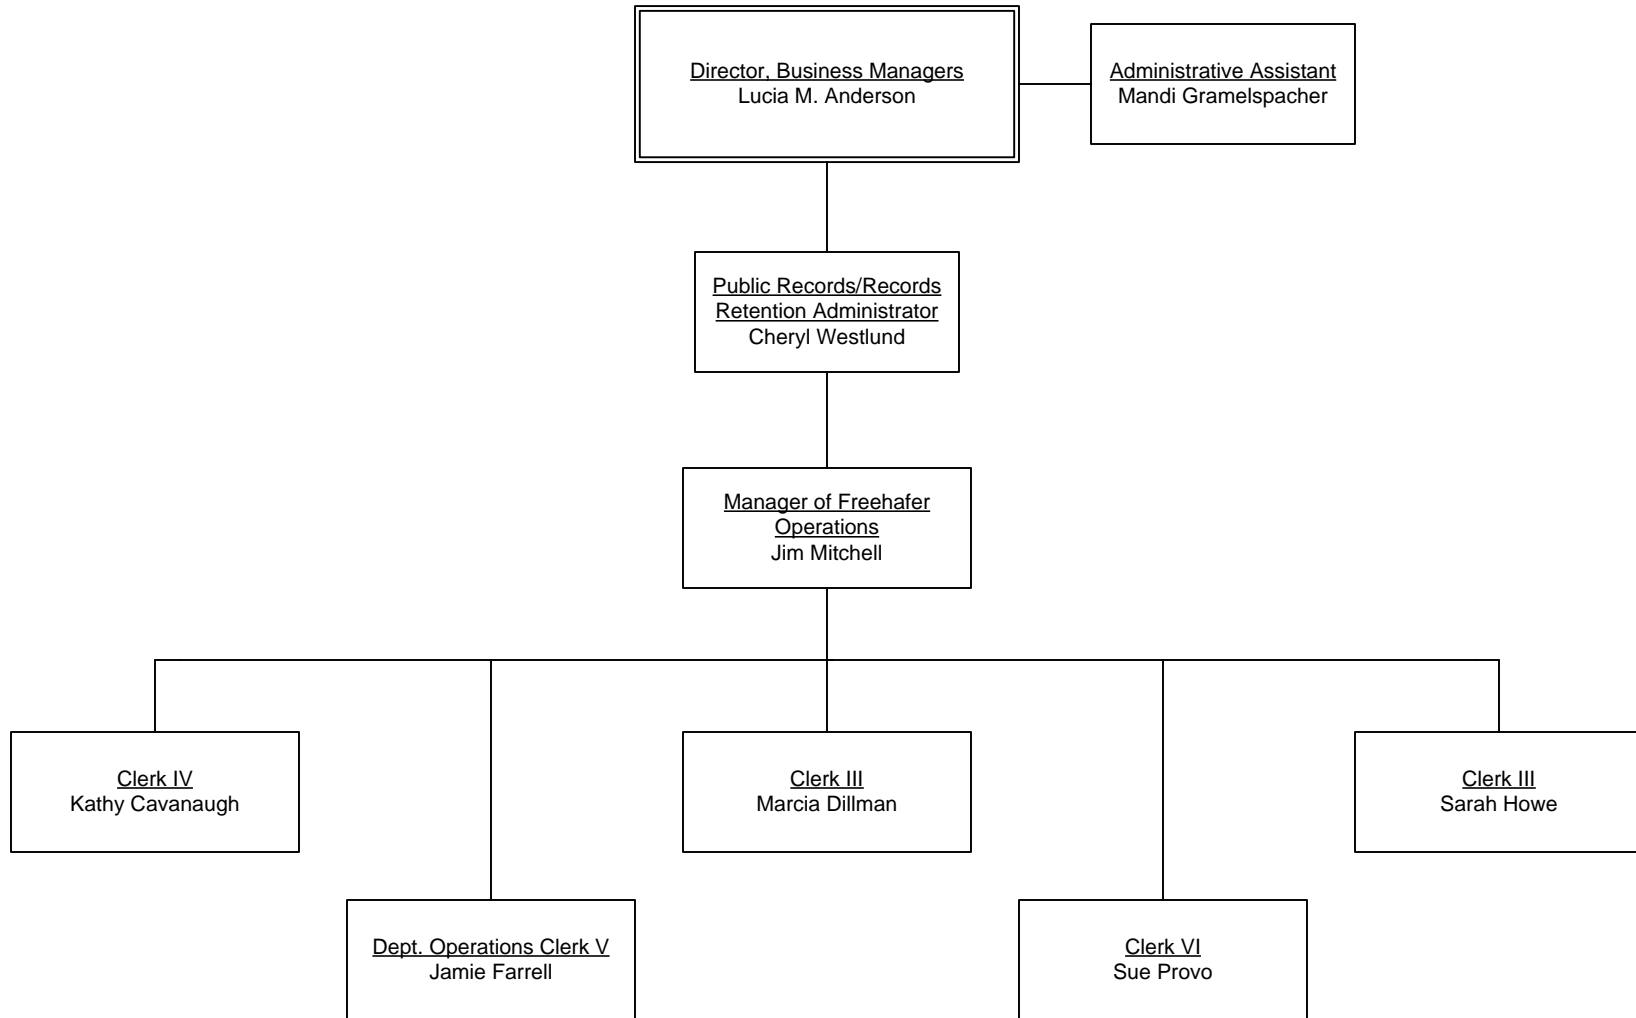 Director, Business Managers
Lucia M. Anderson
Administrative Assistant
Mandi Gramelspacher
Public Records/Records
Retention Administrator
Cheryl Westlund
Manager of Freehafer
Operations
Jim Mitchell
Clerk IV
Kathy Cavanaugh
Clerk III
Marcia Dillman
Clerk III
Sarah Howe
Dept. Operations Clerk V
Jamie Farrell
Clerk VI
Sue Provo